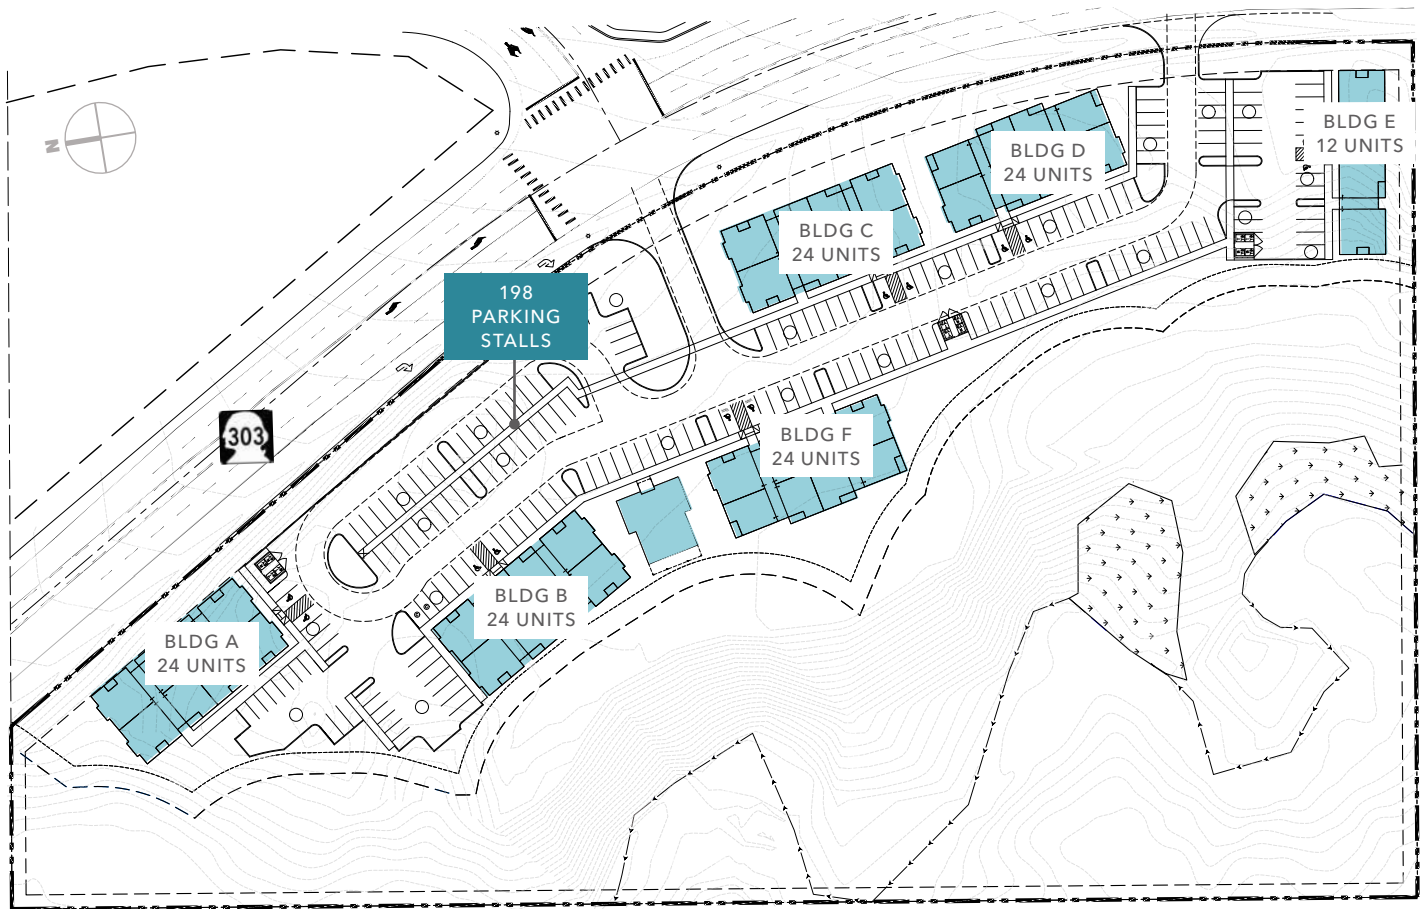 N
BLDG E
12 UNITS
BLDG D
24 UNITS
BLDG C
24 UNITS
198
PARKING
STALLS
303
BLDG F
24 UNITS
BLDG B
24 UNITS
BLDG A
24 UNITS